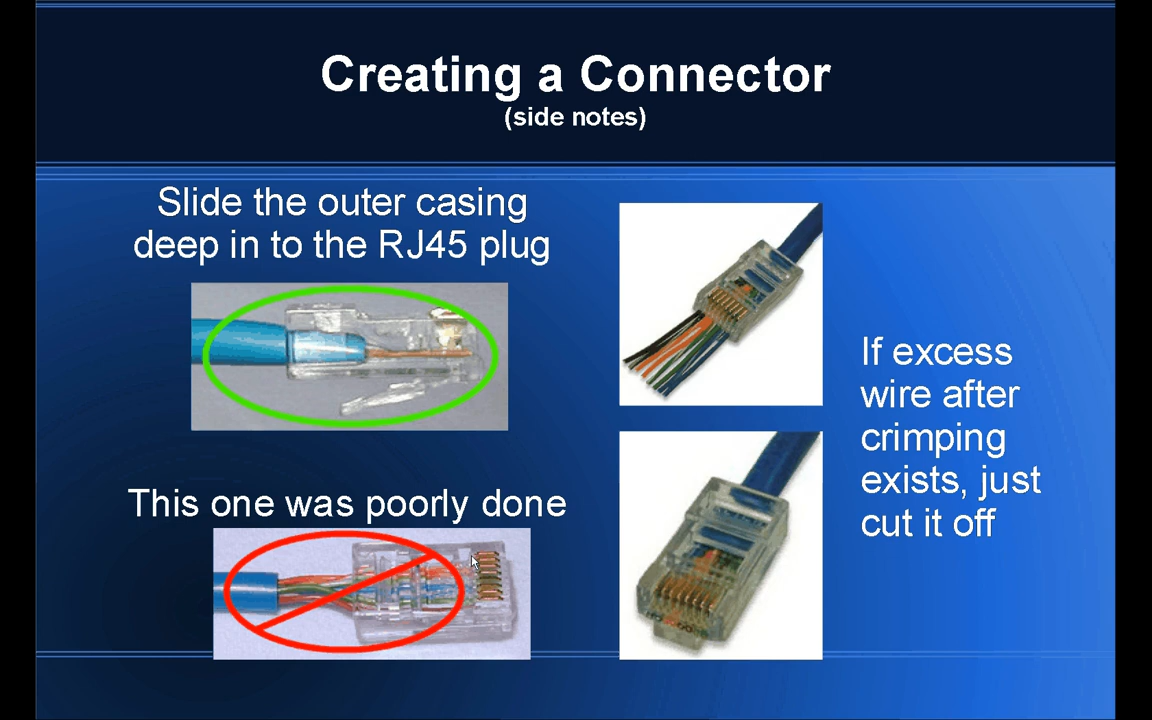 Creating a Connector
(side notes)
Slide the outer casing
deep in to the RJ45 plug
This one was poorly done
If excess
wire after
crimping
exists, just
cut it off